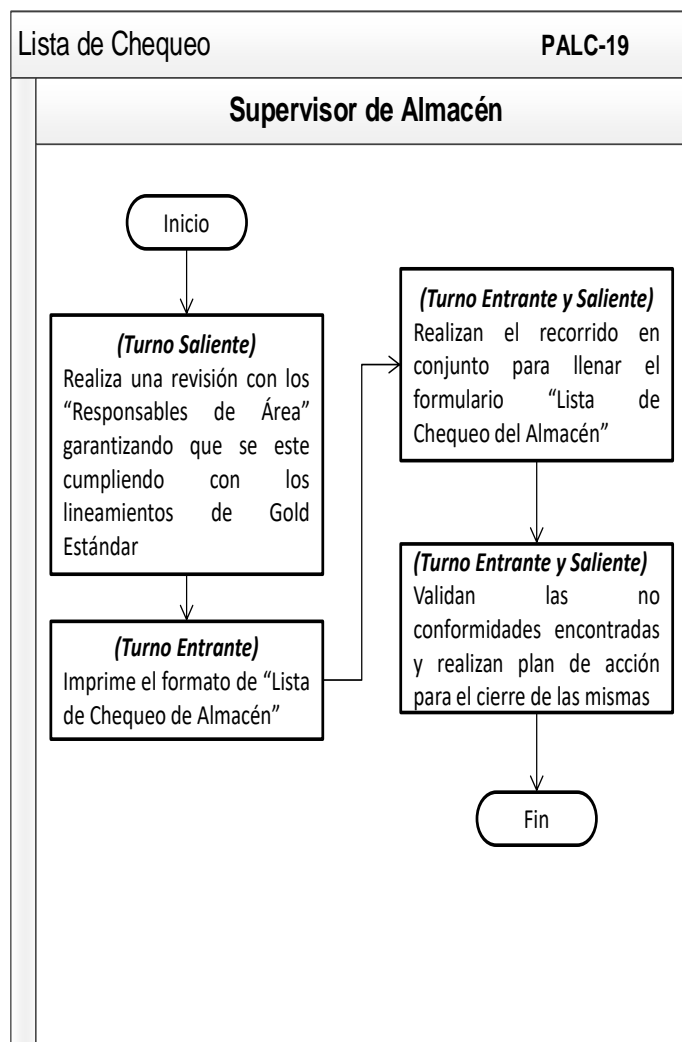 Lista de Chequeo
PALC-19
Supervisor de Almacén
Inicio
(Turno Saliente)
Realiza una revisión con los
“Responsables de Área”
garantizando que se este
cumpliendo con los
lineamientos de Gold
Estándar
(Turno Entrante)
Imprime el formato de “Lista
de Chequeo de Almacén”
(Turno Entrante y Saliente)
Realizan el recorrido en
conjunto para llenar el
formulario “Lista de
Chequeo del Almacén”
(Turno Entrante y Saliente)
Validan las no
conformidades encontradas
y realizan plan de acción
para el cierre de las mismas
Fin